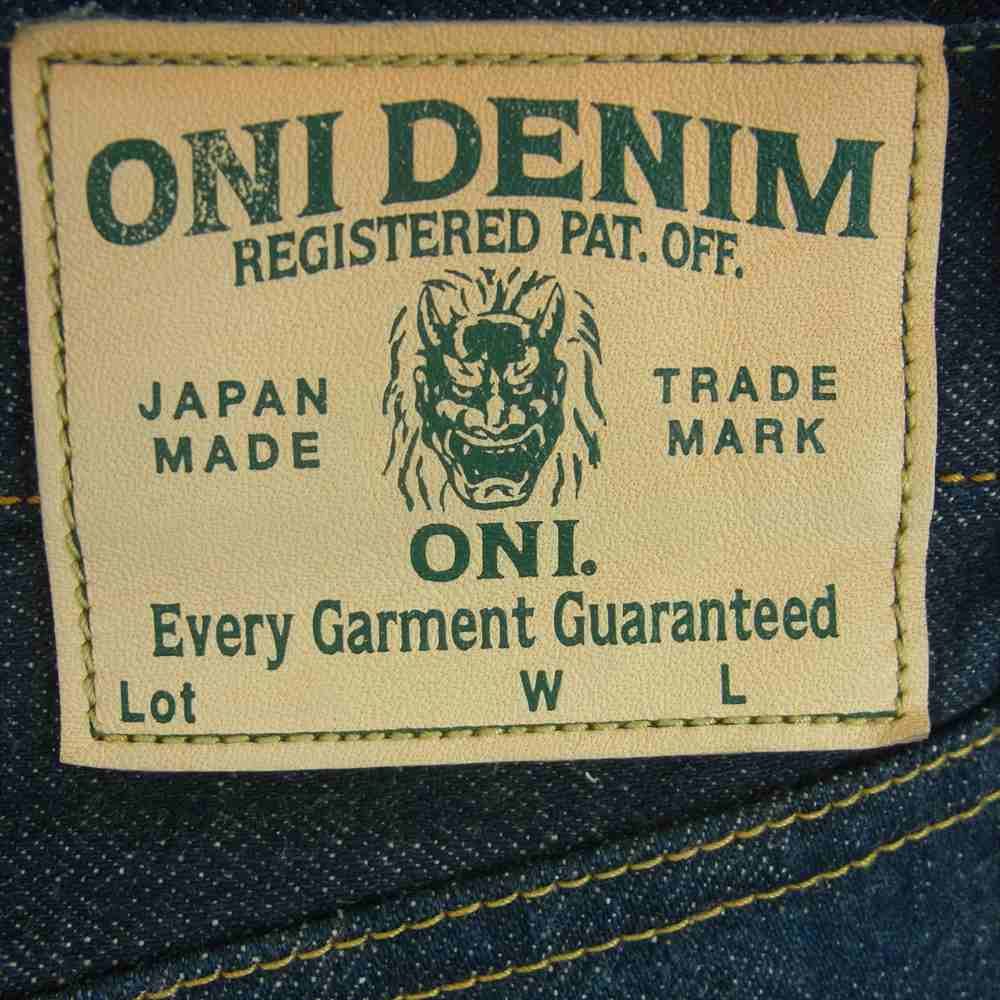 ONI DENIM
REGISTERED PAT. OFF.
JAPAN MADE
TRADE MARK
ONI.
Every Garment Guaranteed
Lot W L